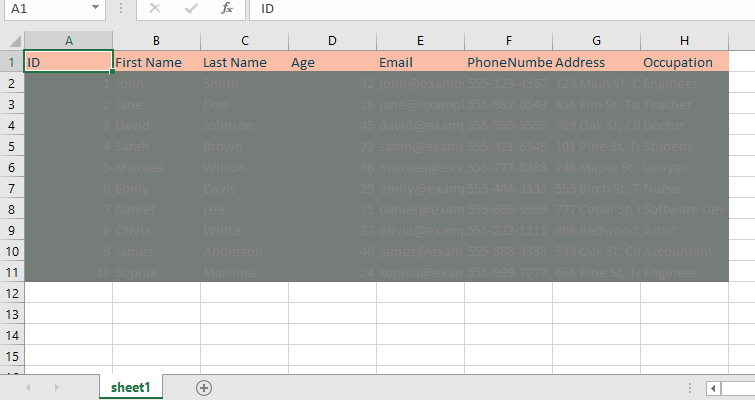 A1 fx ID
A B C D E F G H
1 ID First Name Last Name Age Email PhoneNumbe Address Occupation
2 1 John Smith 32 john@examp 555-123-4567 123 Main St, C Engineer
3 2 Jane Doe 28 jane@exampl 555-987-6543 456 Elm St, To Teacher
4 3 David Johnson 45 david@examp 555-555-5555 789 Oak St, Cit Doctor
5 4 Sarah Brown 22 sarah@examp 555-321-6549 101 Pine St, To Student
6 5 Michael Wilson 38 michael@exa 555-777-8888 246 Maple St, Lawyer
7 6 Emily Davis 29 emily@examp 555-444-3333 555 Birch St, T Nurse
8 7 Daniel Lee 31 daniel@exam 555-666-9999 777 Cedar St, Software Dev
9 8 Olivia White 27 olivia@examp 555-222-1111 888 Redwood Artist
10 9 James Anderson 40 james@exam 555-888-3333 333 Oak St, Cit Accountant
11 10 Sophia Martinez 24 sophia@exam 555-999-7777 666 Pine St, To Engineer
12
13
14
15
sheet1